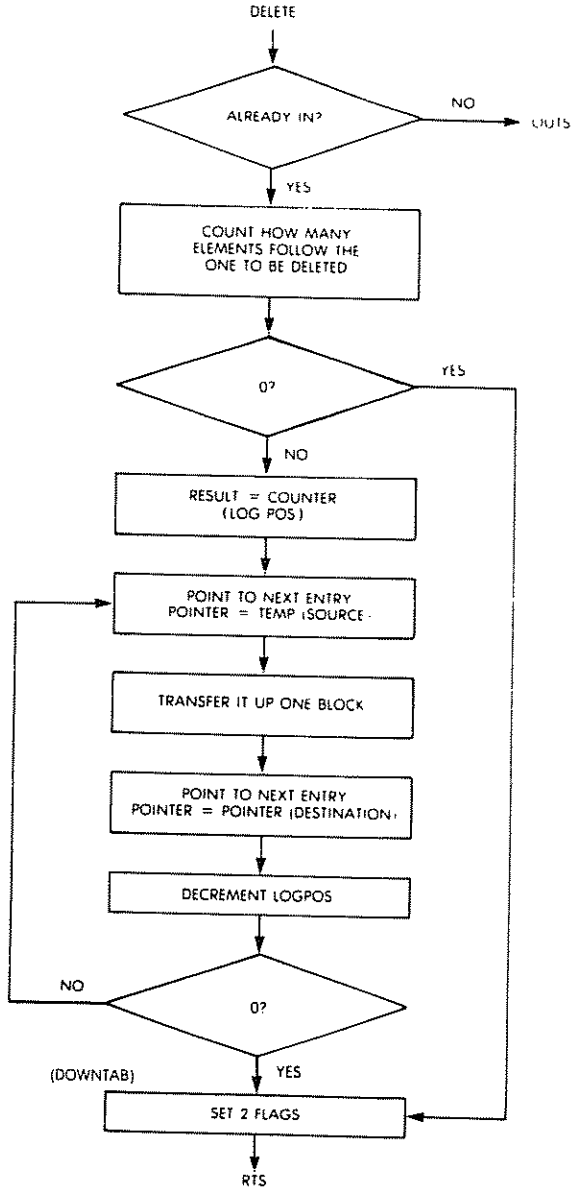 DELETE
ALREADY IN?
NO
OUTS
YES
COUNT HOW MANY
ELEMENTS FOLLOW THE
ONE TO BE DELETED
0?
YES
NO
RESULT = COUNTER
(LOG POS)
POINT TO NEXT ENTRY
POINTER = TEMP (SOURCE
TRANSFER IT UP ONE BLOCK
POINT TO NEXT ENTRY
POINTER = POINTER (DESTINATION)
DECREMENT LOGPOS
NO
0?
YES
(DOWNTAB)
SET 2 FLAGS
RTS